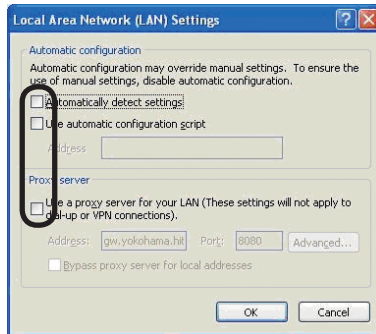 Local Area Network (LAN) Settings
Automatic configuration
Automatic configuration may override manual settings. To ensure the
use of manual settings, disable automatic configuration.
Automatically detect settings
Use automatic configuration script
Address
Proxy server
Use a proxy server for your LAN (These settings will not apply to
dial-up or VPN connections).
Address: gw.yokohama.hit Port: 8080 Advanced...
Bypass proxy server for local addresses
OK Cancel